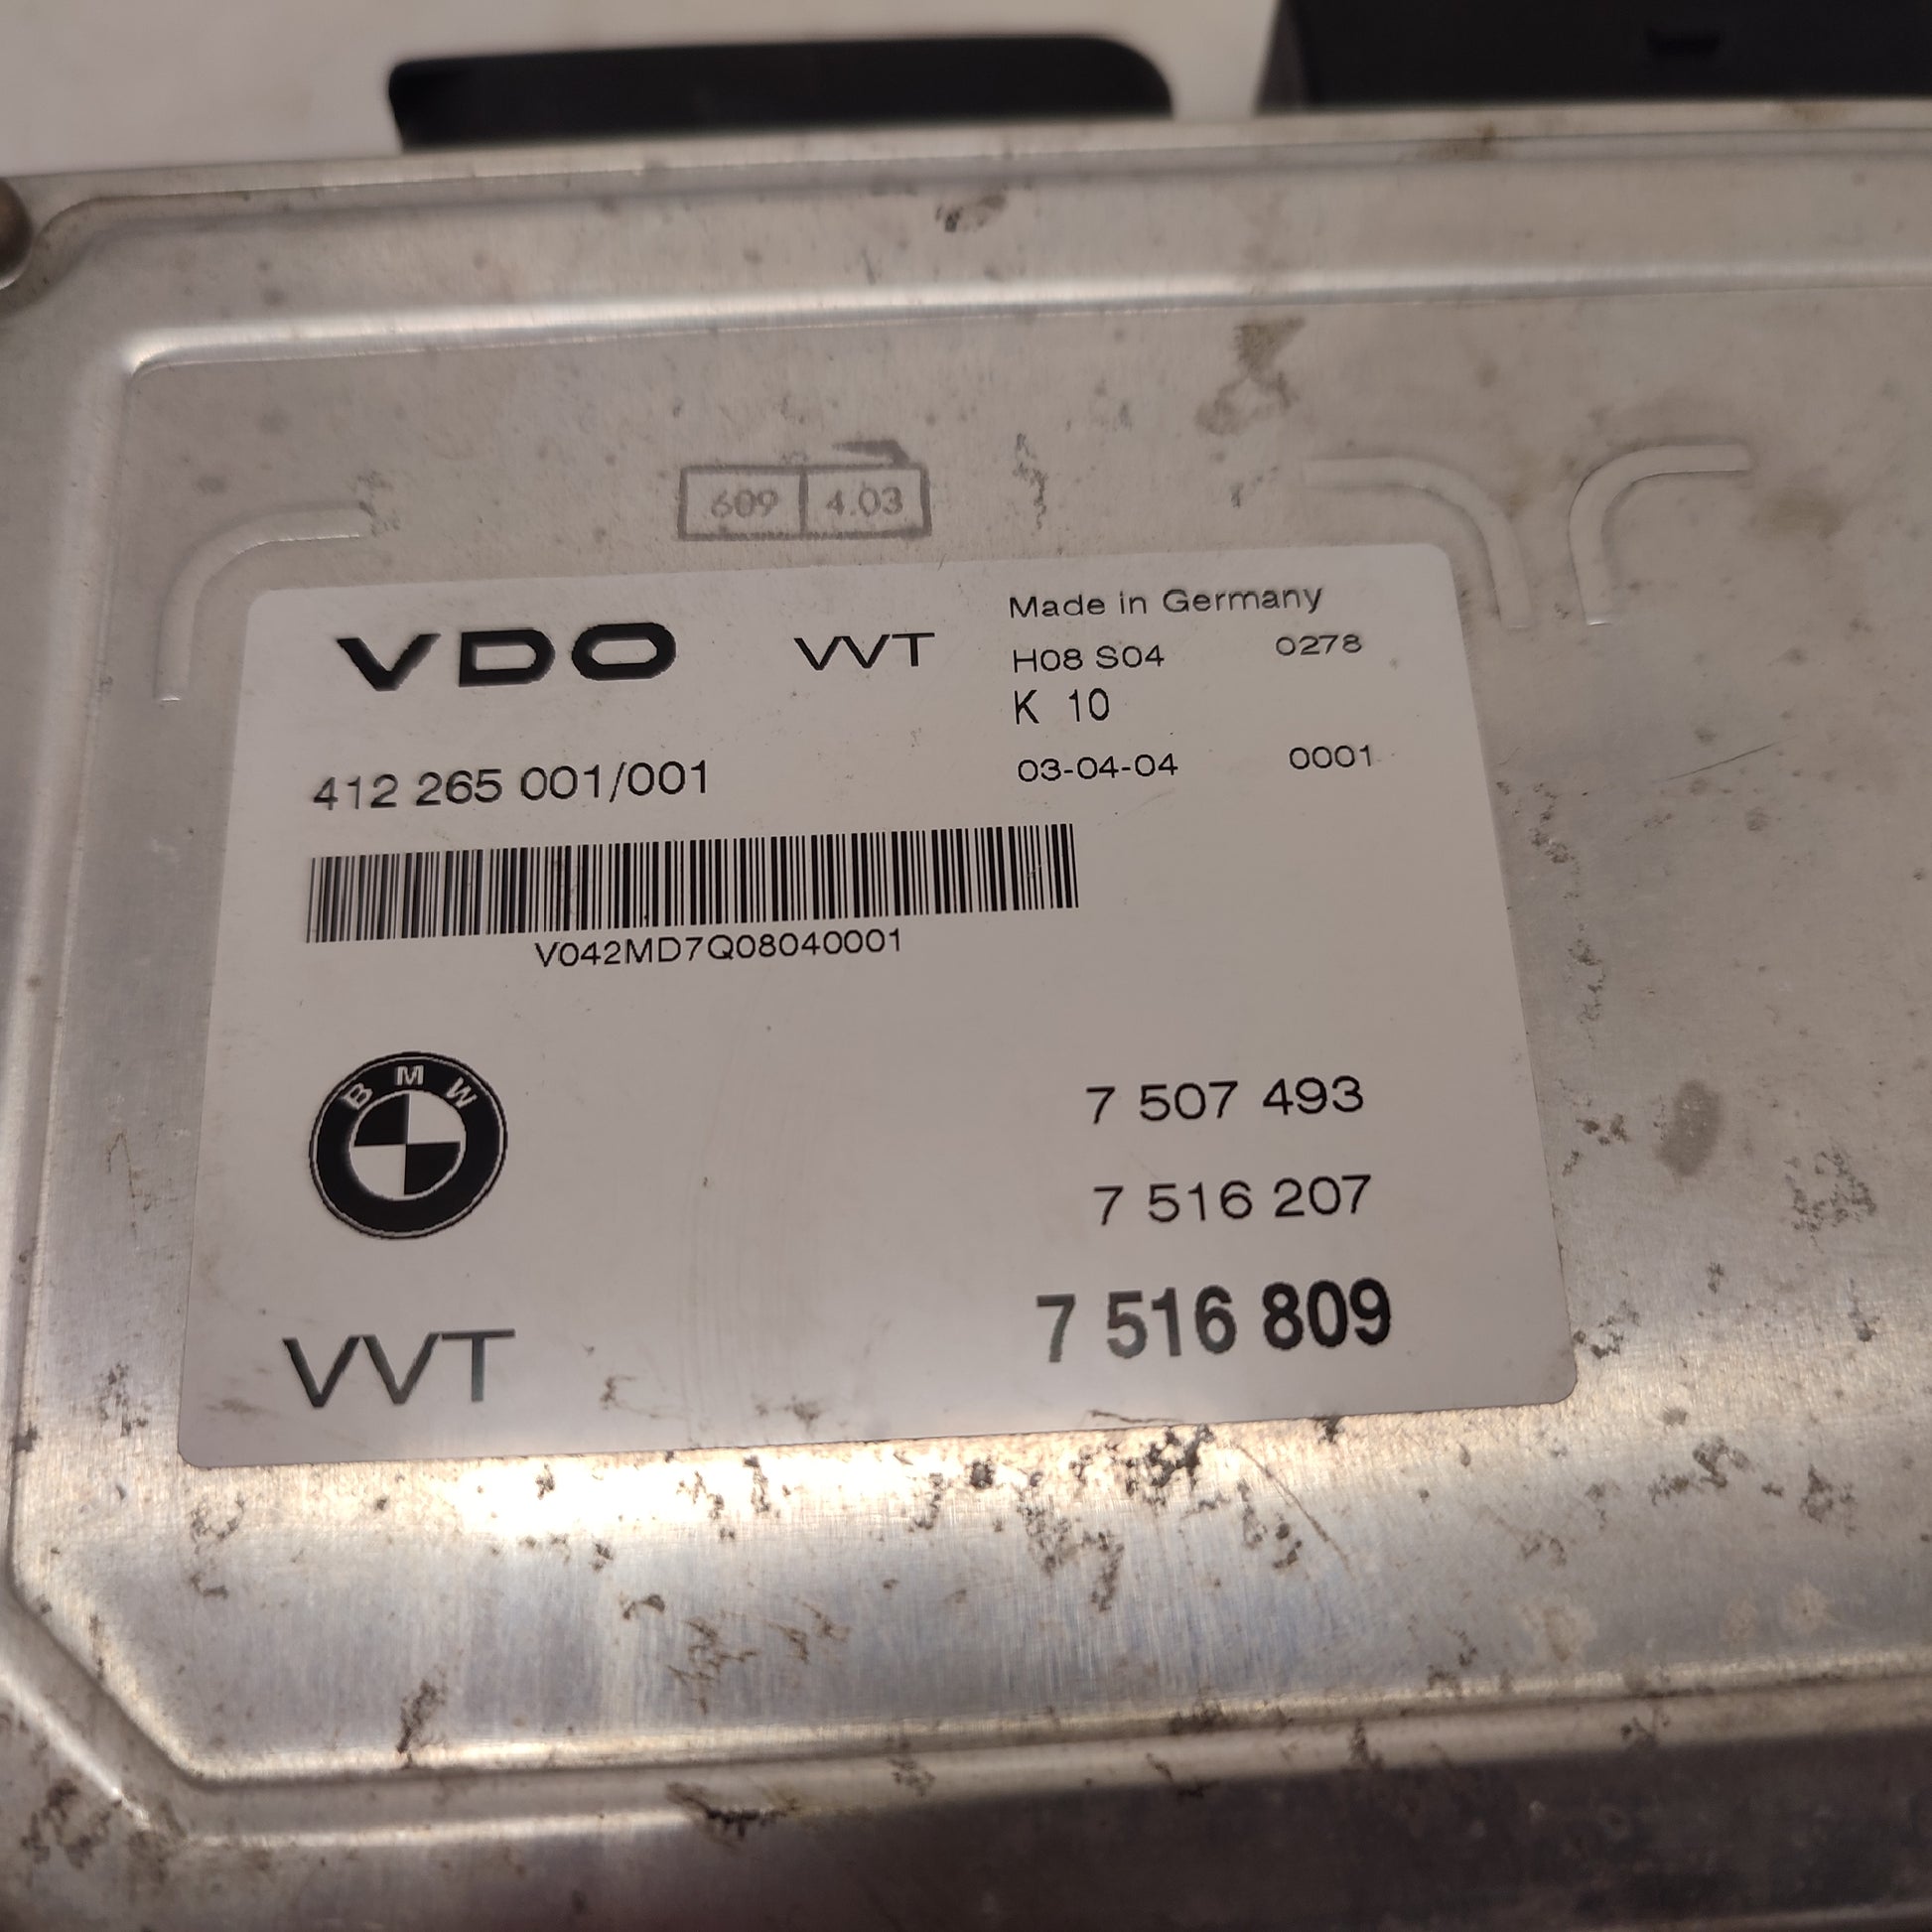 609 4.03
VDO VVT Made in Germany
H08 S04 0278
K 10
412 265 001/001 03-04-04 0001
V042MD7Q08040001
BMW
7 507 493
7 516 207
VVT 7 516 809